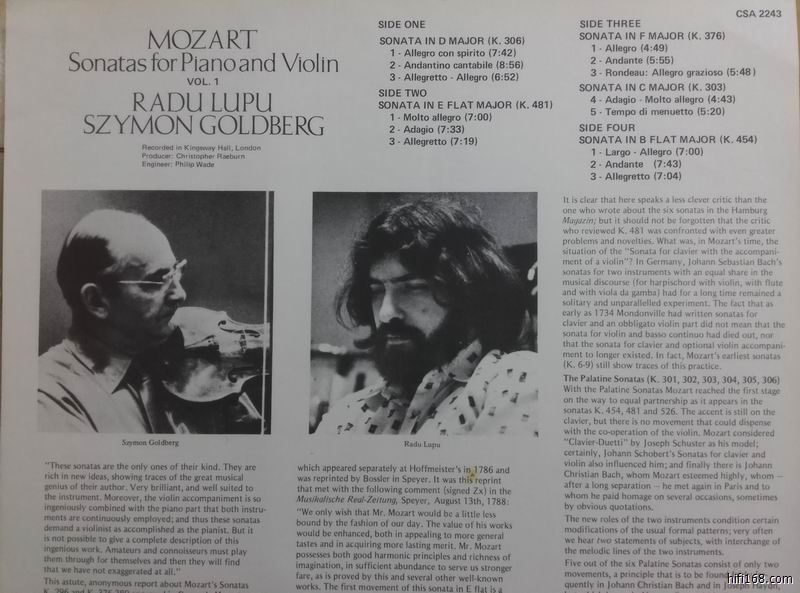 CSA 2243
MOZART
Sonatas for Piano and Violin
VOL. 1
RADU LUPU
SZYMON GOLDBERG
Recorded in Kingsway Hall, London
Producer: Christopher Raeburn
Engineer: Philip Wade
SIDE ONE
SONATA IN D MAJOR (K. 306)
1 - Allegro con spirito (7:42)
2 - Andantino cantabile (8:56)
3 - Allegretto - Allegro (6:52)
SIDE TWO
SONATA IN E FLAT MAJOR (K. 481)
1 - Molto allegro (7:00)
2 - Adagio (7:33)
3 - Allegretto (7:19)
SIDE THREE
SONATA IN F MAJOR (K. 376)
1 - Allegro (4:49)
2 - Andante (5:55)
3 - Rondeau: Allegro grazioso (5:48)
SONATA IN C MAJOR (K. 303)
4 - Adagio - Molto allegro (4:43)
5 - Tempo di menuetto (5:20)
SIDE FOUR
SONATA IN B FLAT MAJOR (K. 454)
1 - Largo - Allegro (7:00)
2 - Andante (7:43)
3 - Allegretto (7:04)
Szymon Goldberg
Radu Lupu
"These sonatas are the only ones of their kind. They are
rich in new ideas, showing traces of the great musical
genius of their author. Very brilliant, and well suited to
the instrument. Moreover, the violin accompaniment is so
ingeniously combined with the piano part that both instru-
ments are continuously employed; and thus these sonatas
demand a violinist as accomplished as the pianist. But it
is not possible to give a complete description of this
ingenious work. Amateurs and connoisseurs must play
them through for themselves and then they will find
that we have not exaggerated at all."
This astute, anonymous report about Mozart's Sonatas
which appeared separately at Hoffmeister's in 1786 and
was reprinted by Bossler in Speyer. It was this reprint
that met with the following comment (signed Zx) in the
Musikalische Real-Zeitung, Speyer, August 13th, 1788:
"We only wish that Mr. Mozart would be a little less
bound by the fashion of our day. The value of his works
would be enhanced, both in appealing to more general
tastes and in acquiring more lasting merit. Mr. Mozart
possesses both good harmonic principles and richness of
imagination, in sufficient abundance to serve us stronger
fare, as is proved by this and several other well-known
works. The first movement of this sonata in E flat is a
It is clear that here speaks a less clever critic than the
one who wrote about the six sonatas in the Hamburg
Magazin; but it should not be forgotten that the critic
who reviewed K. 481 was confronted with even greater
problems and novelties. What was, in Mozart's time, the
situation of the "Sonata for clavier with the accompani-
ment of a violin"? In Germany, Johann Sebastian Bach's
sonatas for two instruments with an equal share in the
musical discourse (for harpischord with violin, with flute
and with viola da gamba) had for a long time remained a
solitary and unparallelled experiment. The fact that as
early as 1734 Mondonville had written sonatas for
clavier and an obbligato violin part did not mean that the
sonata for violin and basso continuo had died out, nor
that the sonata for clavier and optional violin accompani-
ment to longer existed. In fact, Mozart's earliest sonatas
(K. 6-9) still show traces of this practice.
The Palatine Sonatas (K. 301, 302, 303, 304, 305, 306)
With the Palatine Sonatas Mozart reached the first stage
on the way to equal partnership as it appears in the
sonatas K. 454, 481 and 526. The accent is still on the
clavier, but there is no movement that could dispense
with the co-operation of the violin. Mozart considered
"Clavier-Duetti" by Joseph Schuster as his model;
certainly, Johann Schobert's Sonatas for clavier and
violin also influenced him; and finally there is Johann
Christian Bach, whom Mozart esteemed highly, whom —
after a long separation — he met again in Paris and to
whom he paid homage on several occasions, sometimes
by obvious quotations.
The new roles of the two instruments condition certain
modifications of the usual formal patterns; very often
we hear two statements of subjects, with interchange of
the melodic lines of the two instruments.
Five out of the six Palatine Sonatas consist of only two
movements, a principle that is to be found
quently in Johann Christian Bach and in Joseph Haydn,
hifi168.com